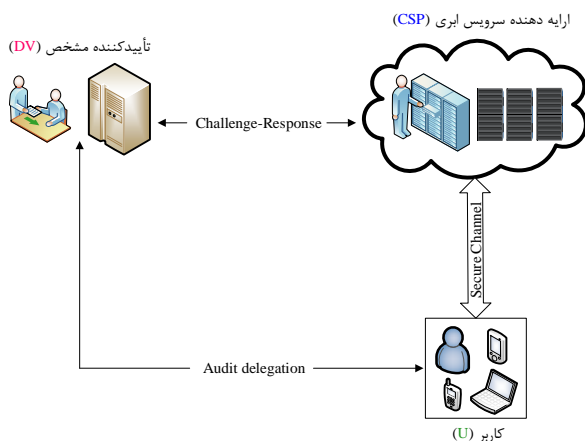 ارایه دهنده سرویس ابری (CSP)
تأییدکننده مشخص (DV)
Challenge-Response
Secure Channel
Audit delegation
کاربر (U)